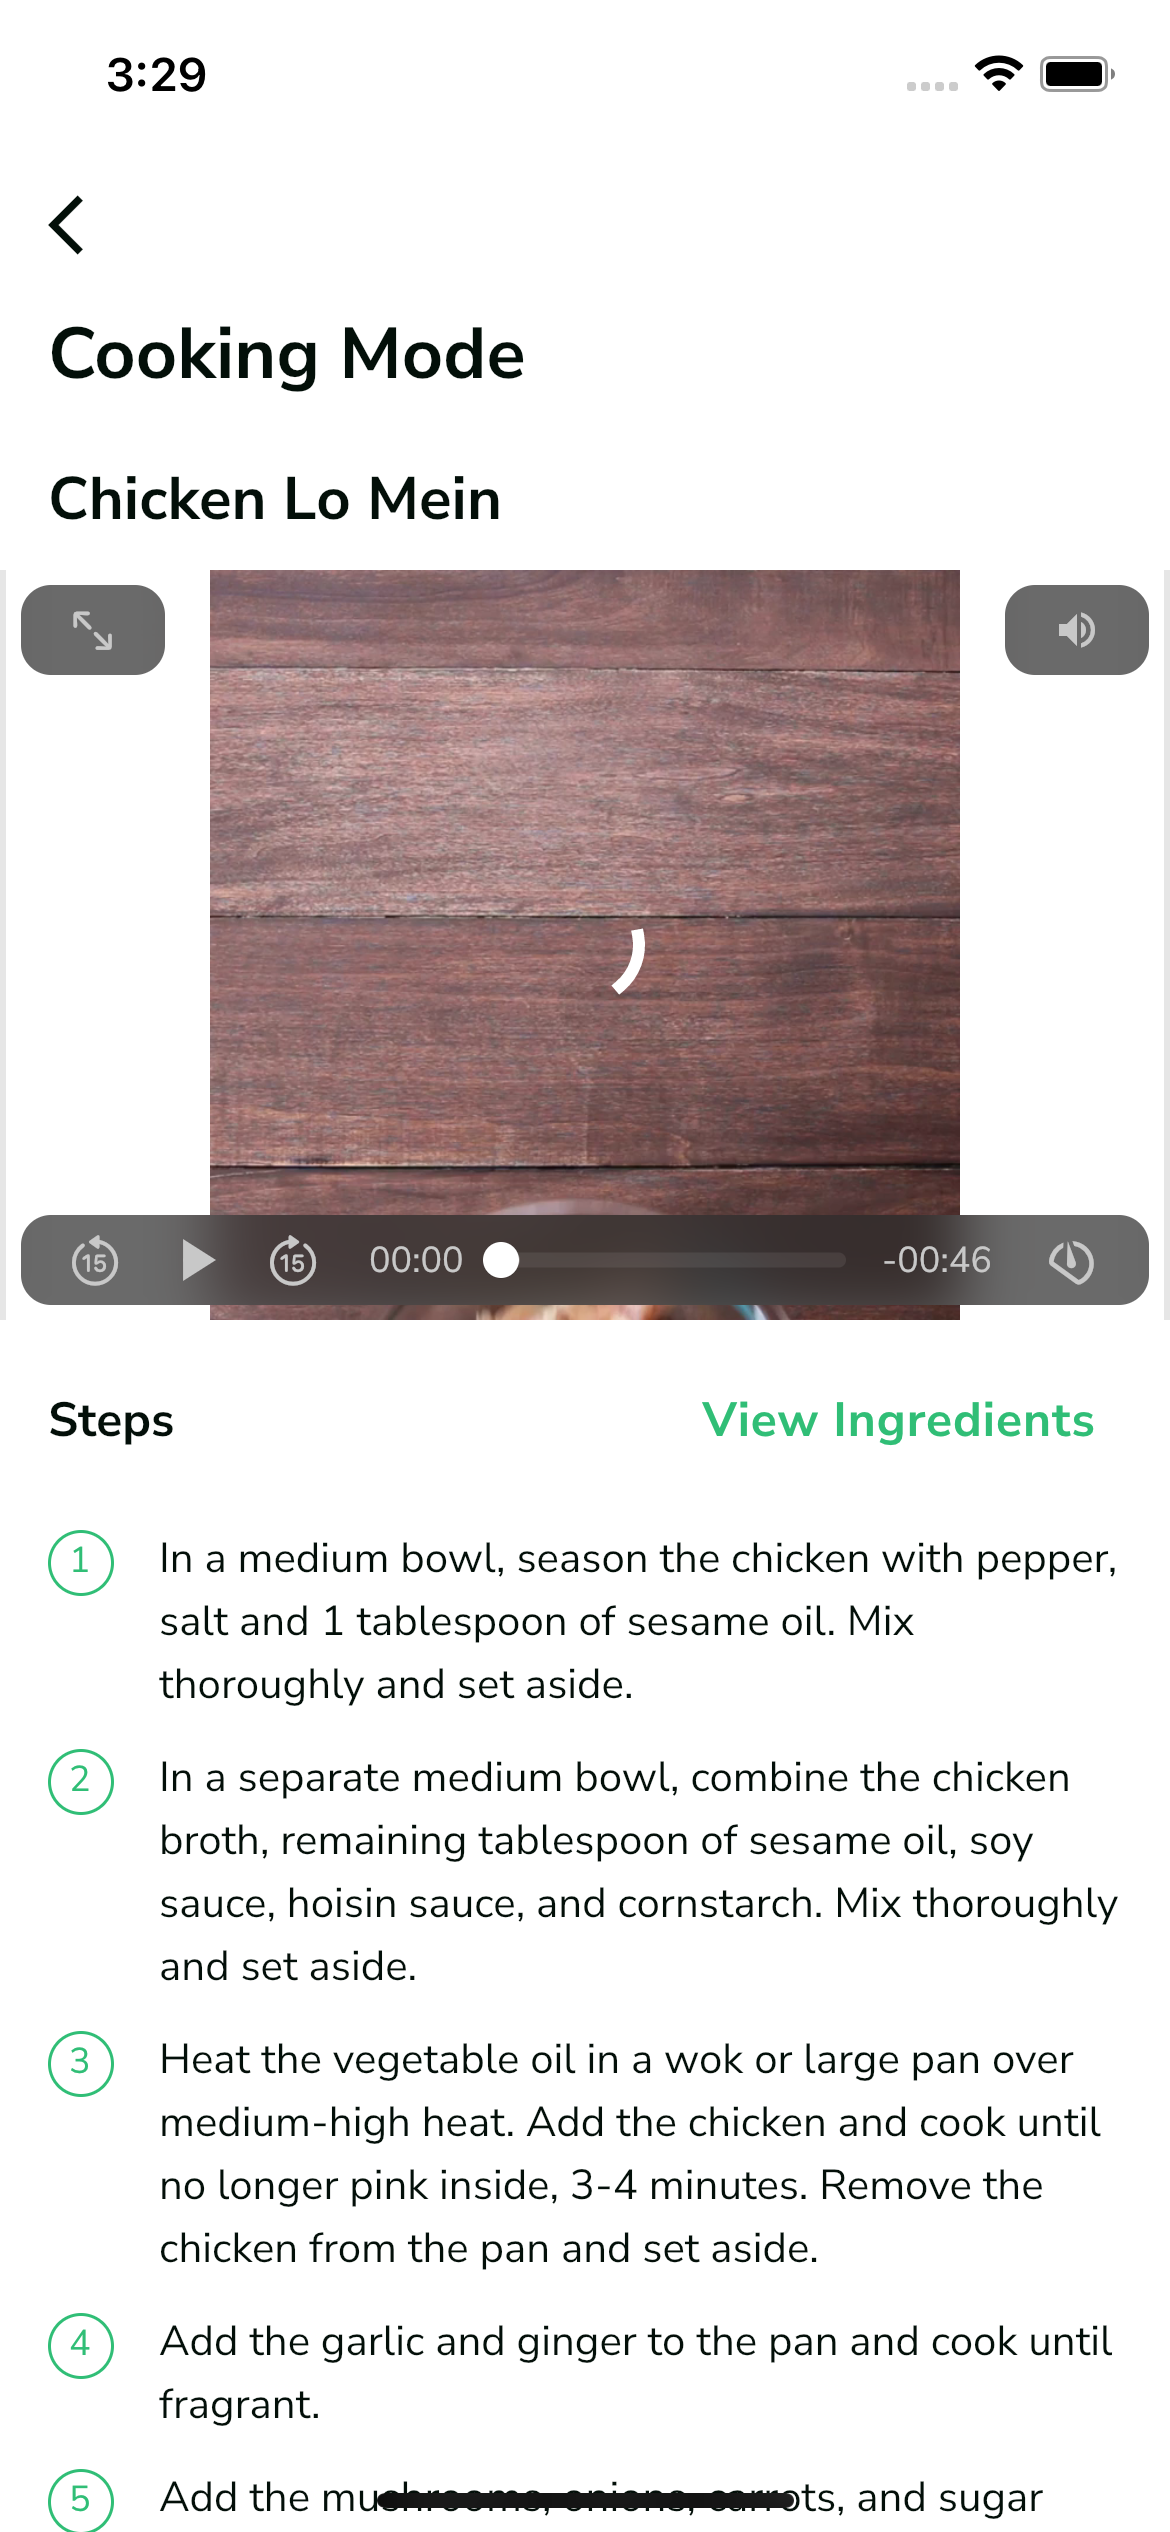 3:29
Cooking Mode
Chicken Lo Mein
15
15
00:00
-00:46
Steps
View Ingredients
1
In a medium bowl, season the chicken with pepper,
salt and 1 tablespoon of sesame oil. Mix
thoroughly and set aside.
2
In a separate medium bowl, combine the chicken
broth, remaining tablespoon of sesame oil, soy
sauce, hoisin sauce, and cornstarch. Mix thoroughly
and set aside.
3
Heat the vegetable oil in a wok or large pan over
medium-high heat. Add the chicken and cook until
no longer pink inside, 3-4 minutes. Remove the
chicken from the pan and set aside.
4
Add the garlic and ginger to the pan and cook until
fragrant.
5
Add the mushrooms, onions, carrots, and sugar